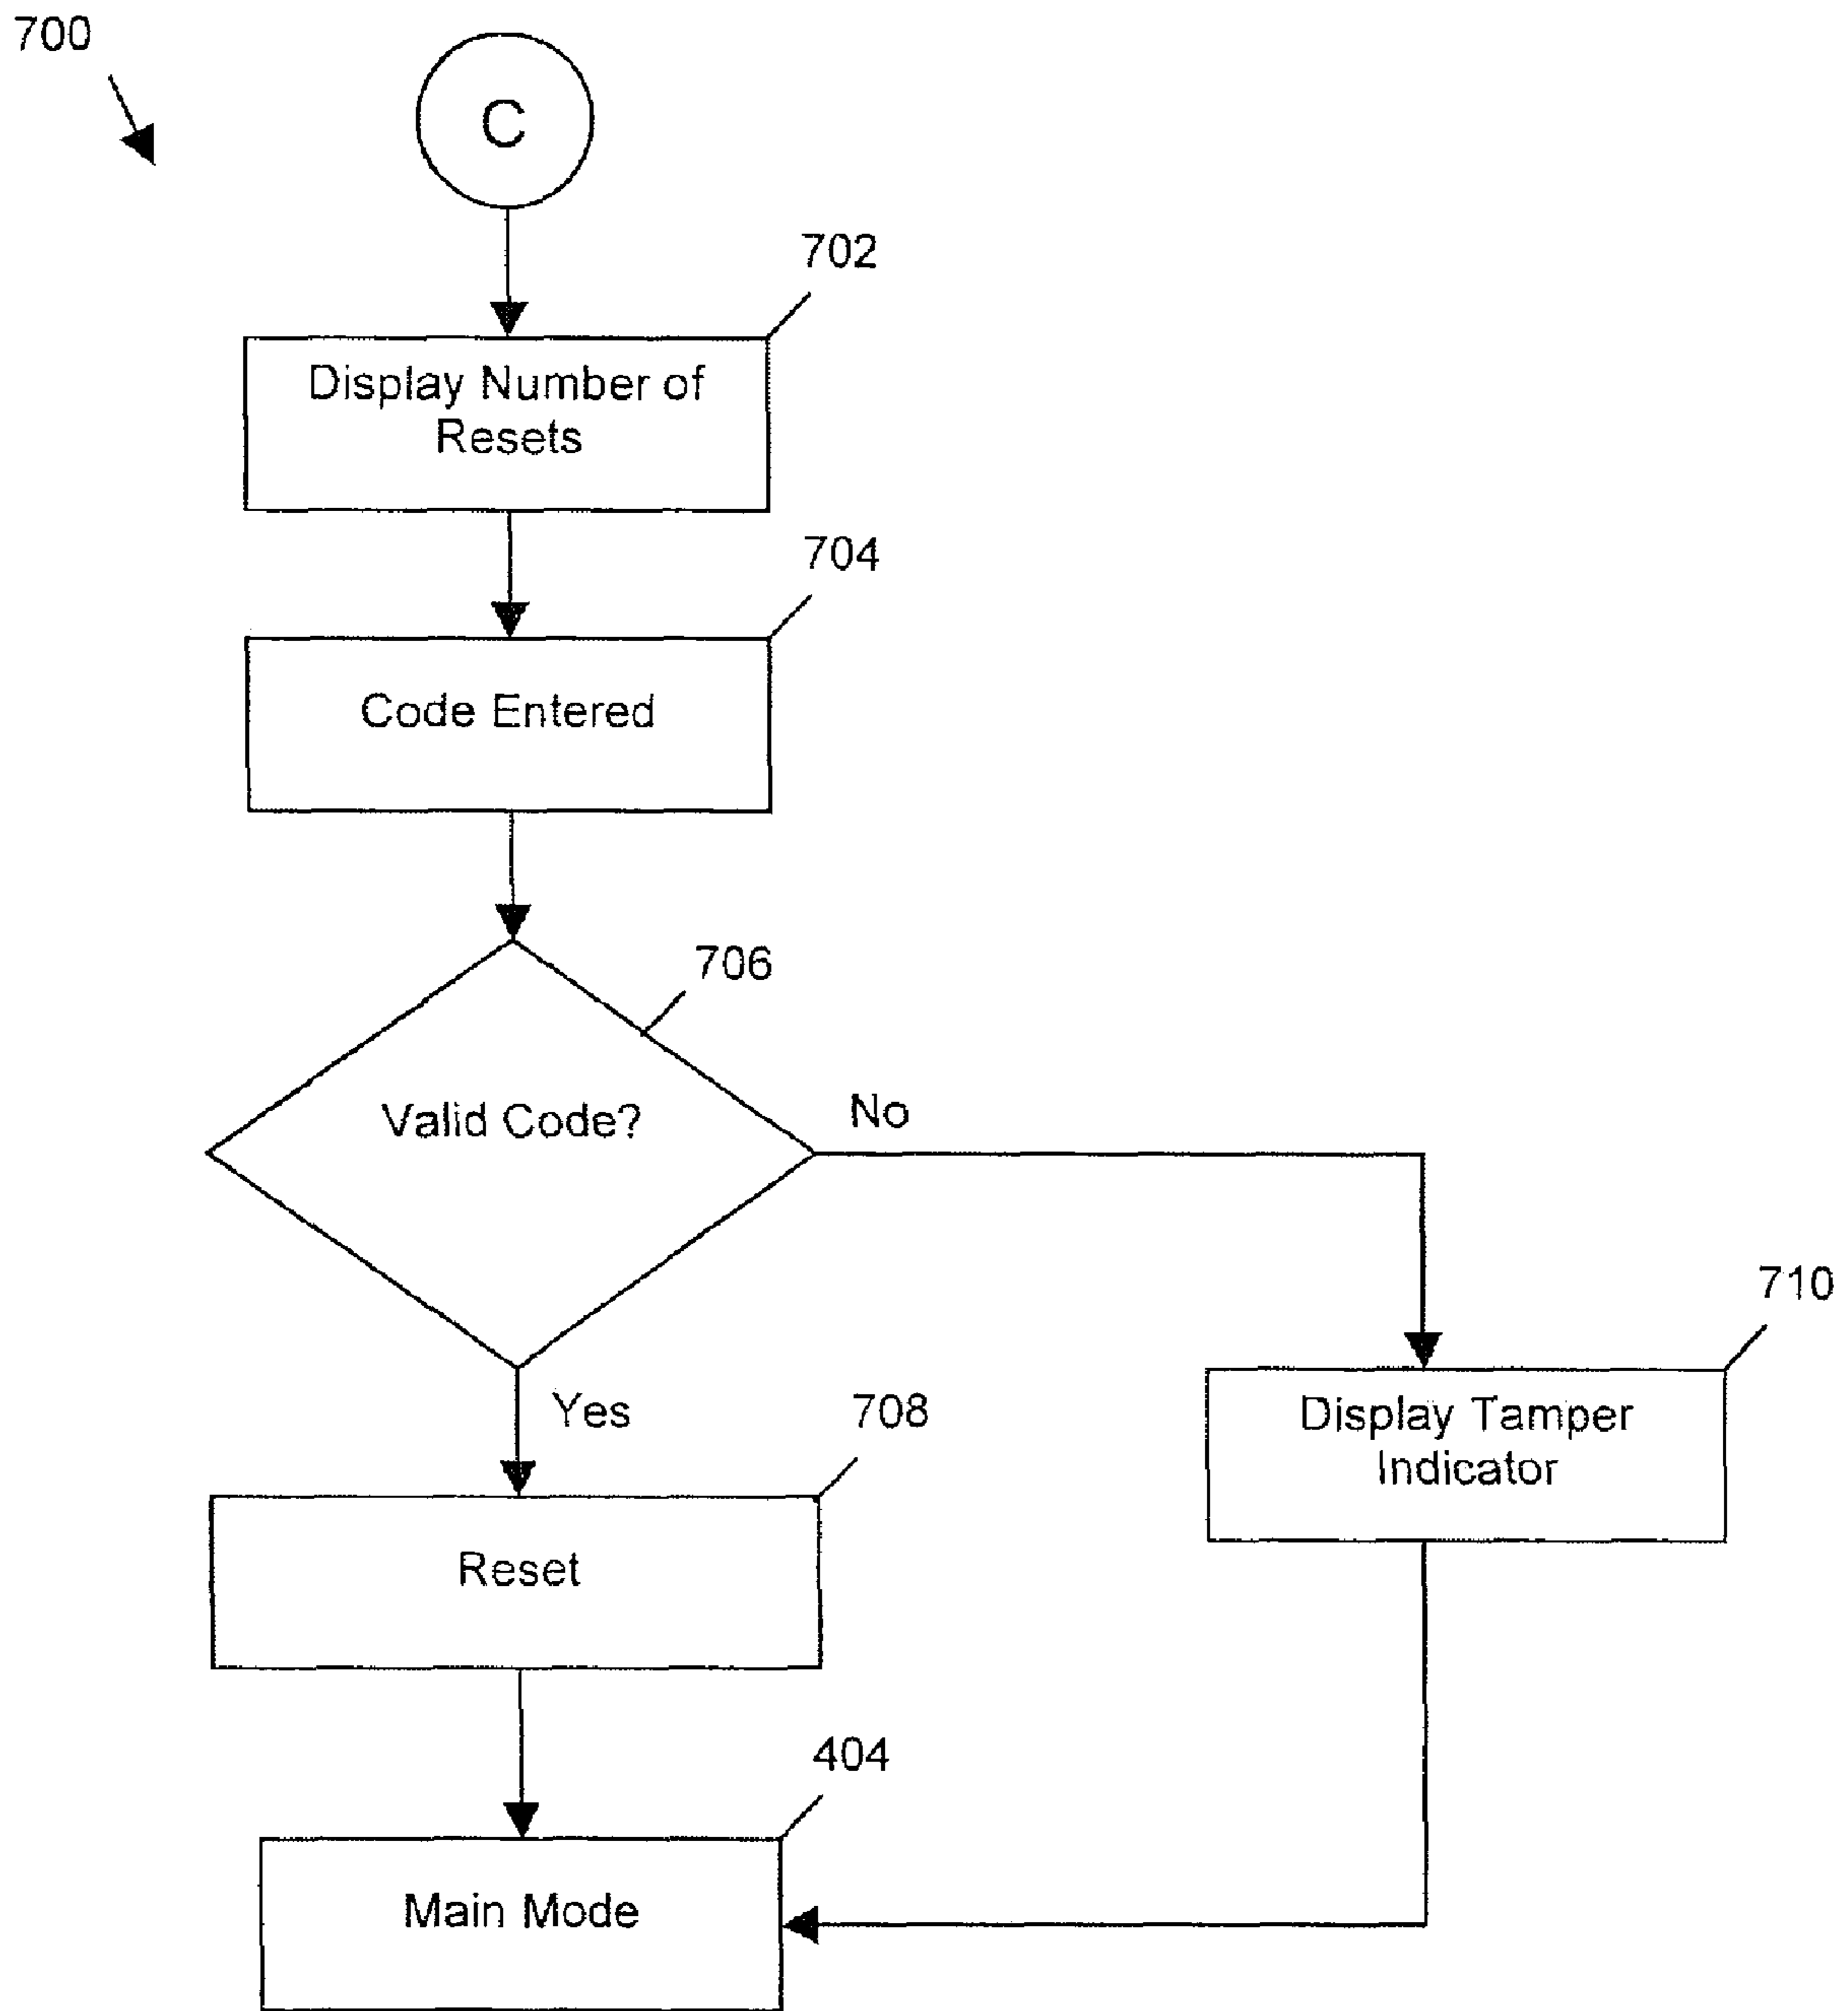 700
C
702
Display Number of
Resets
704
Code Entered
706
Valid Code?
No
710
Display Tamper
Indicator
Yes
708
Reset
404
Main Mode